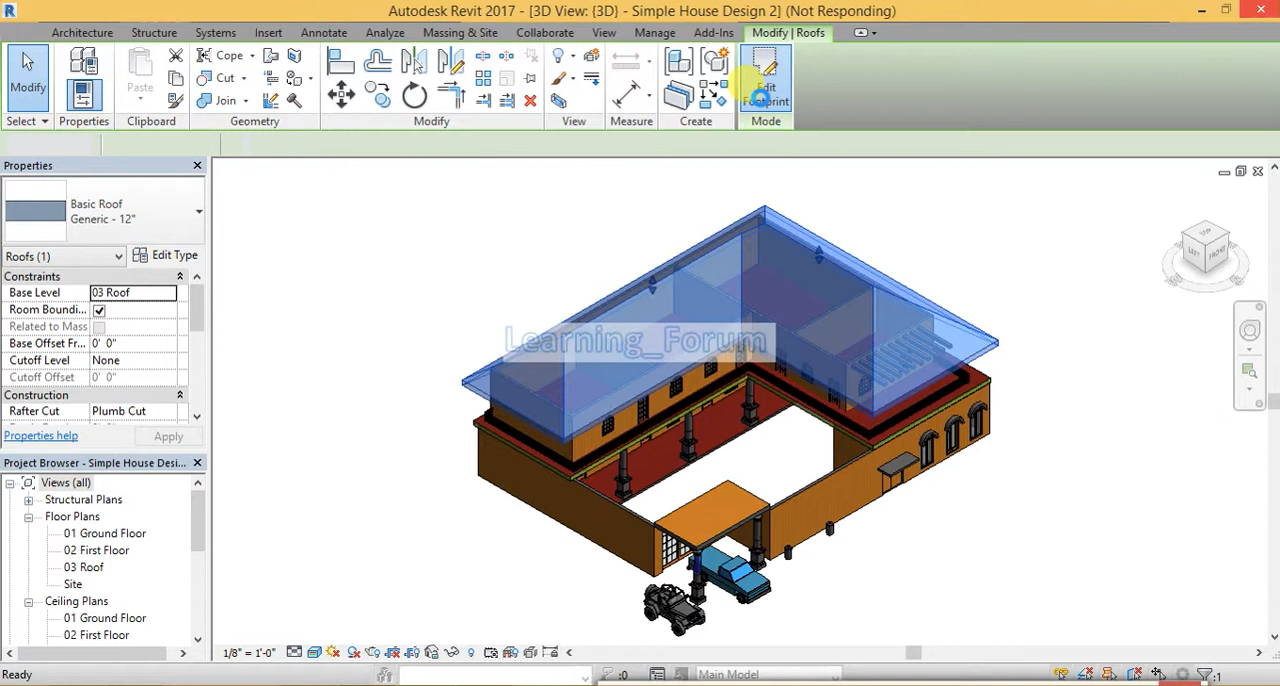 Autodesk Revit 2017 - [3D View: {3D} - Simple House Design 2] (Not Responding)
Architecture Structure Systems Insert Annotate Analyze Massing & Site Collaborate View Manage Add-Ins Modify | Roofs
Modify Paste Cope Cut Join Edit Footprint
Select Properties Clipboard Geometry Modify View Measure Create Mode
Properties
Basic Roof
Generic - 12"
Roofs (1) Edit Type
Constraints
Base Level 03 Roof
Room Boundi...
Related to Mass
Base Offset Fr... 0' 0"
Cutoff Level None
Cutoff Offset 0' 0"
Construction
Rafter Cut Plumb Cut
Properties help Apply
Project Browser - Simple House Desi...
Views (all)
Structural Plans
Floor Plans
01 Ground Floor
02 First Floor
03 Roof
Site
Ceiling Plans
01 Ground Floor
02 First Floor
Learning_Forum
TOP
LEFT
FRONT
1/8" = 1'-0"
Ready :0 Main Model :1